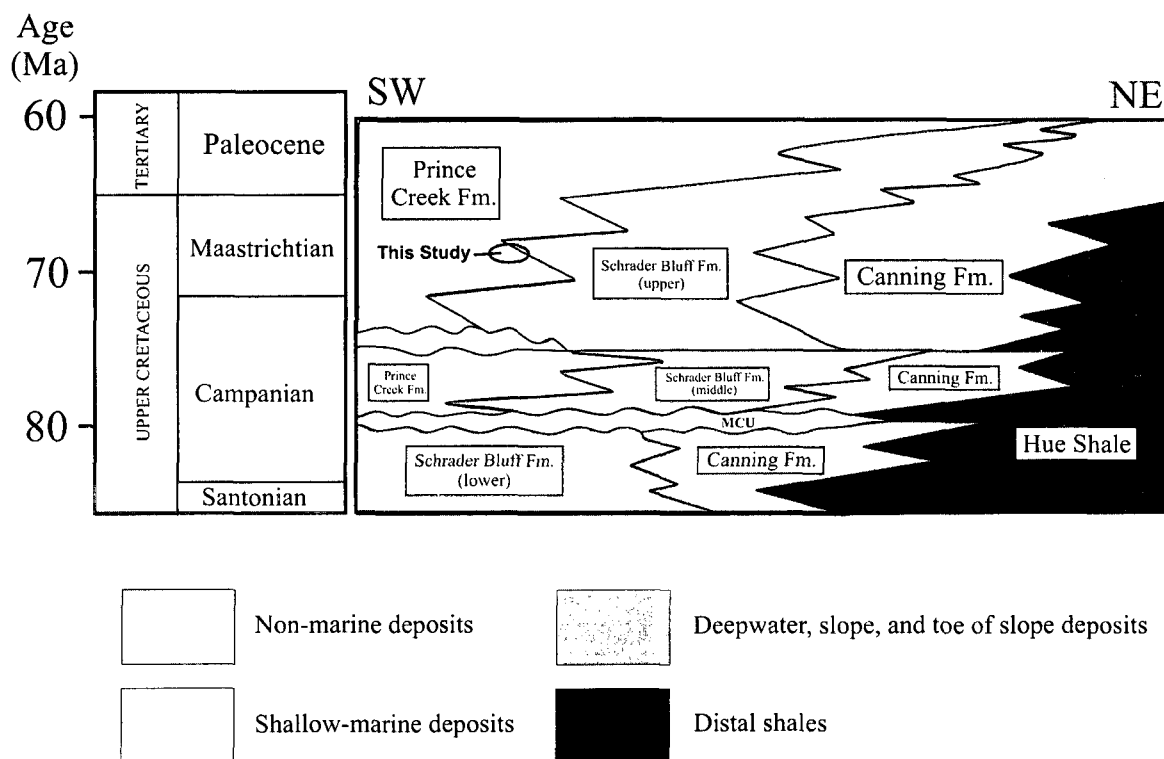 Age
(Ma)
SW
NE
60
70
80
TERTIARY
UPPER CRETACEOUS
Paleocene
Maastrichtian
Campanian
Santonian
Prince
Creek Fm.
This Study
Schrader Bluff Fm.
(upper)
Canning Fm.
Prince
Creek Fm.
Schrader Bluff Fm.
(middle)
Canning Fm.
MCU
Schrader Bluff Fm.
(lower)
Canning Fm.
Hue Shale
Non-marine deposits
Deepwater, slope, and toe of slope deposits
Shallow-marine deposits
Distal shales